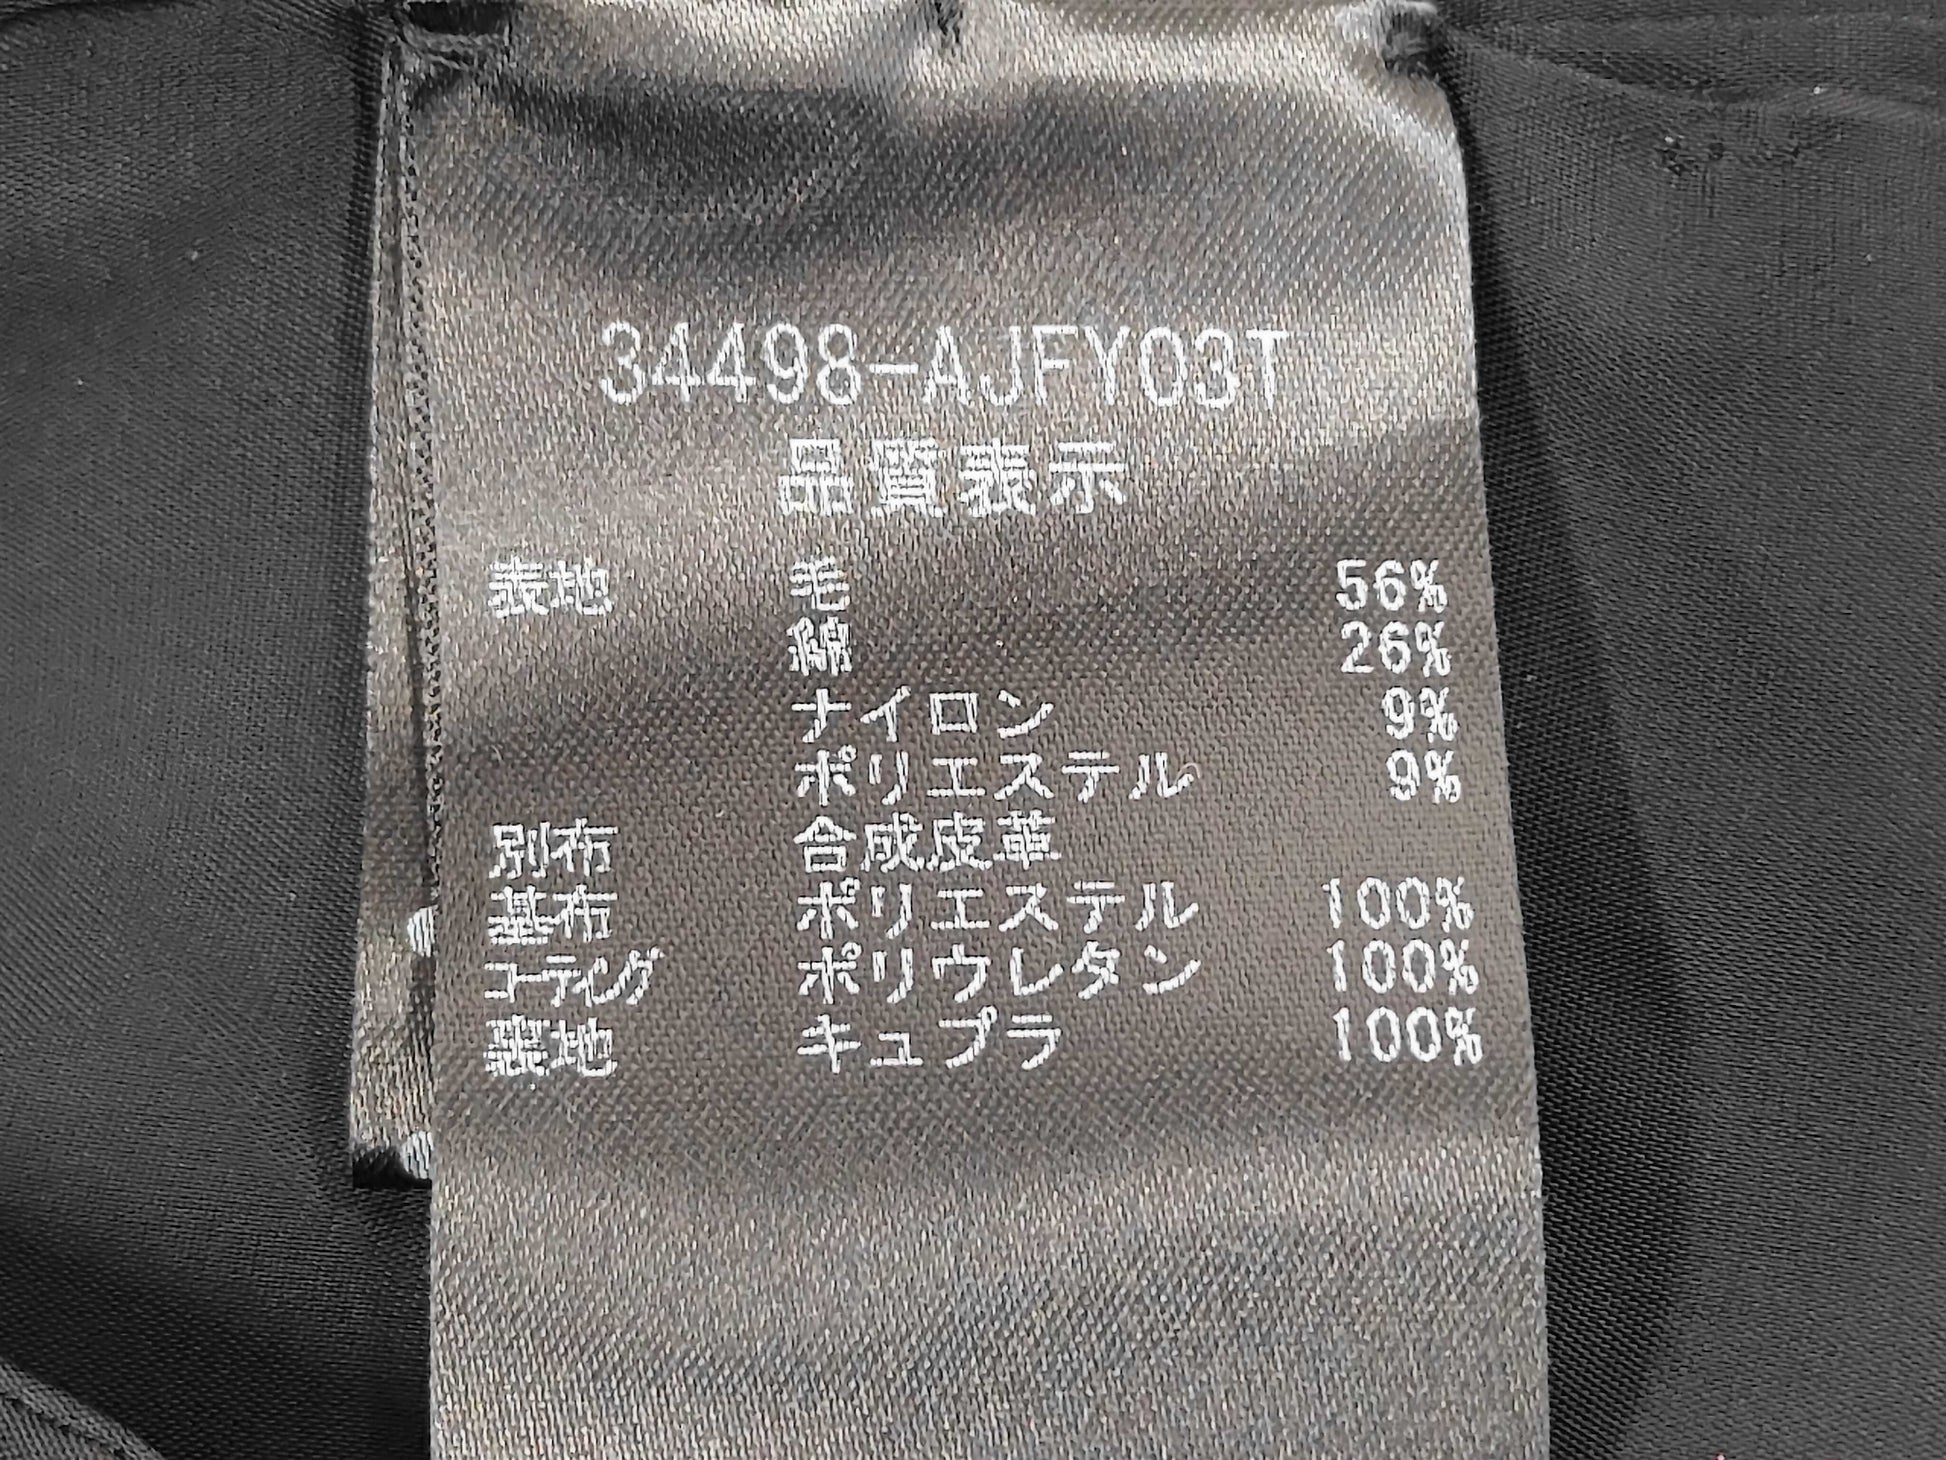 34498-AJFY03T
品質表示
表地 毛 56%
綿 26%
ナイロン 9%
ポリエステル 9%
別布 合成皮革
基布 ポリエステル 100%
コーティング ポリウレタン 100%
裏地 キュプラ 100%